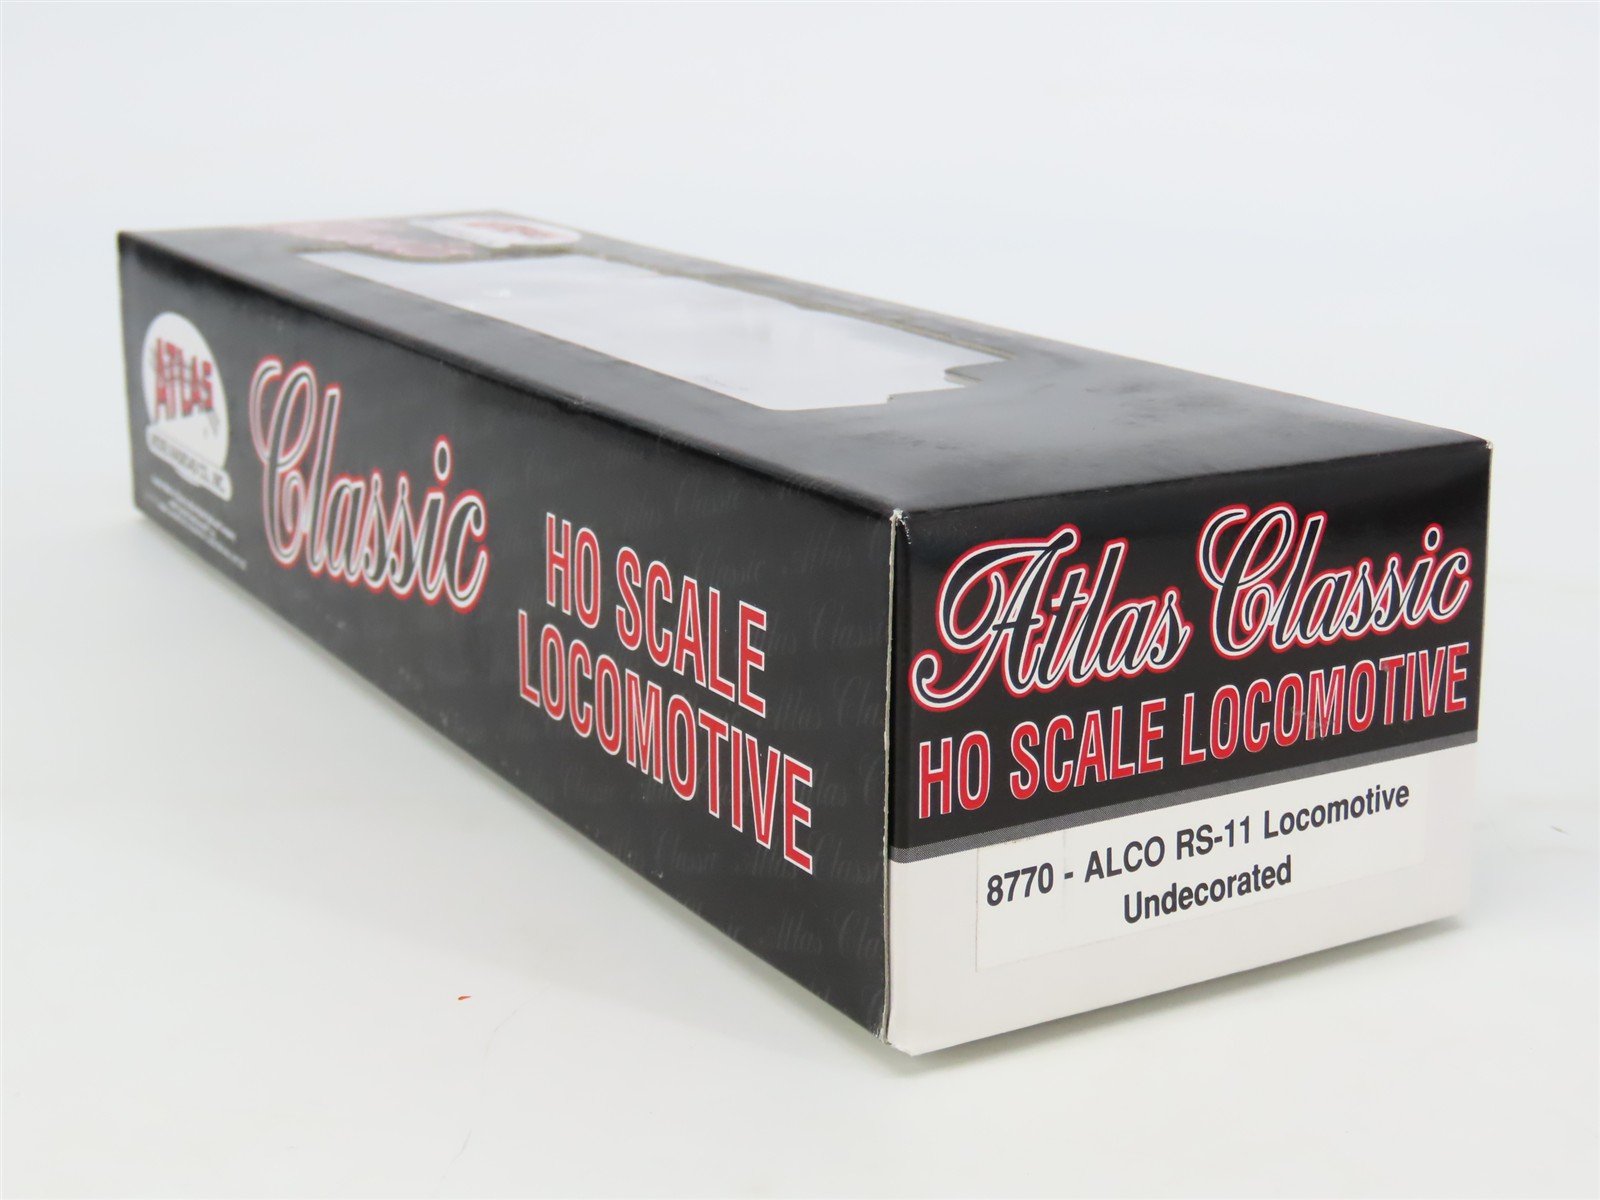 ATLAS
Classic
HO SCALE
LOCOMOTIVE
Atlas Classic
HO SCALE LOCOMOTIVE
8770 - ALCO RS-11 Locomotive
Undecorated